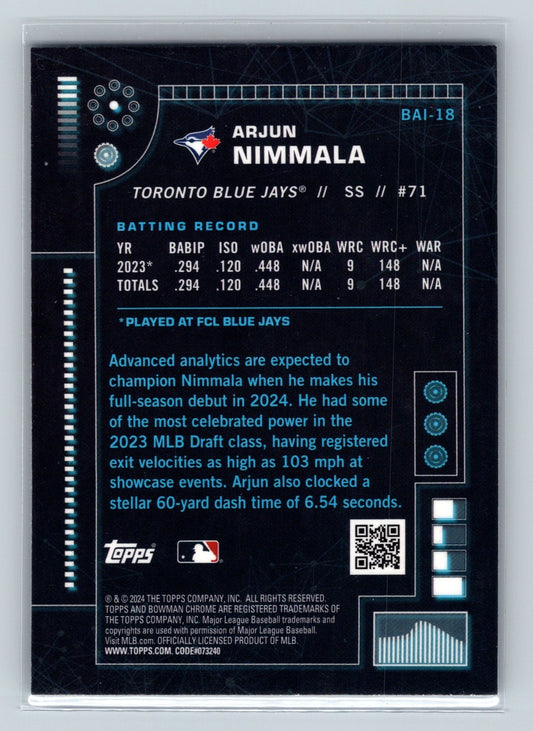 BAI-18
ARJUN
NIMMALA
TORONTO BLUE JAYS® // SS // #71
BATTING RECORD
YR BABIP ISO wOBA xwOBA WRC WRC+ WAR
2023* .294 .120 .448 N/A 9 148 N/A
TOTALS .294 .120 .448 N/A 9 148 N/A
*PLAYED AT FCL BLUE JAYS
Advanced analytics are expected to
champion Nimmala when he makes his
full-season debut in 2024. He had some
of the most celebrated power in the
2023 MLB Draft class, having registered
exit velocities as high as 103 mph at
showcase events. Arjun also clocked a
stellar 60-yard dash time of 6.54 seconds.
topps®
® & © 2024 THE TOPPS COMPANY, INC. ALL RIGHTS RESERVED.
TOPPS AND BOWMAN CHROME ARE REGISTERED TRADEMARKS OF
THE TOPPS COMPANY, INC. Major League Baseball trademarks and
copyrights are used with permission of Major League Baseball.
Visit MLB.com. OFFICIALLY LICENSED PRODUCT OF MLB.
WWW.TOPPS.COM. CODE#073240